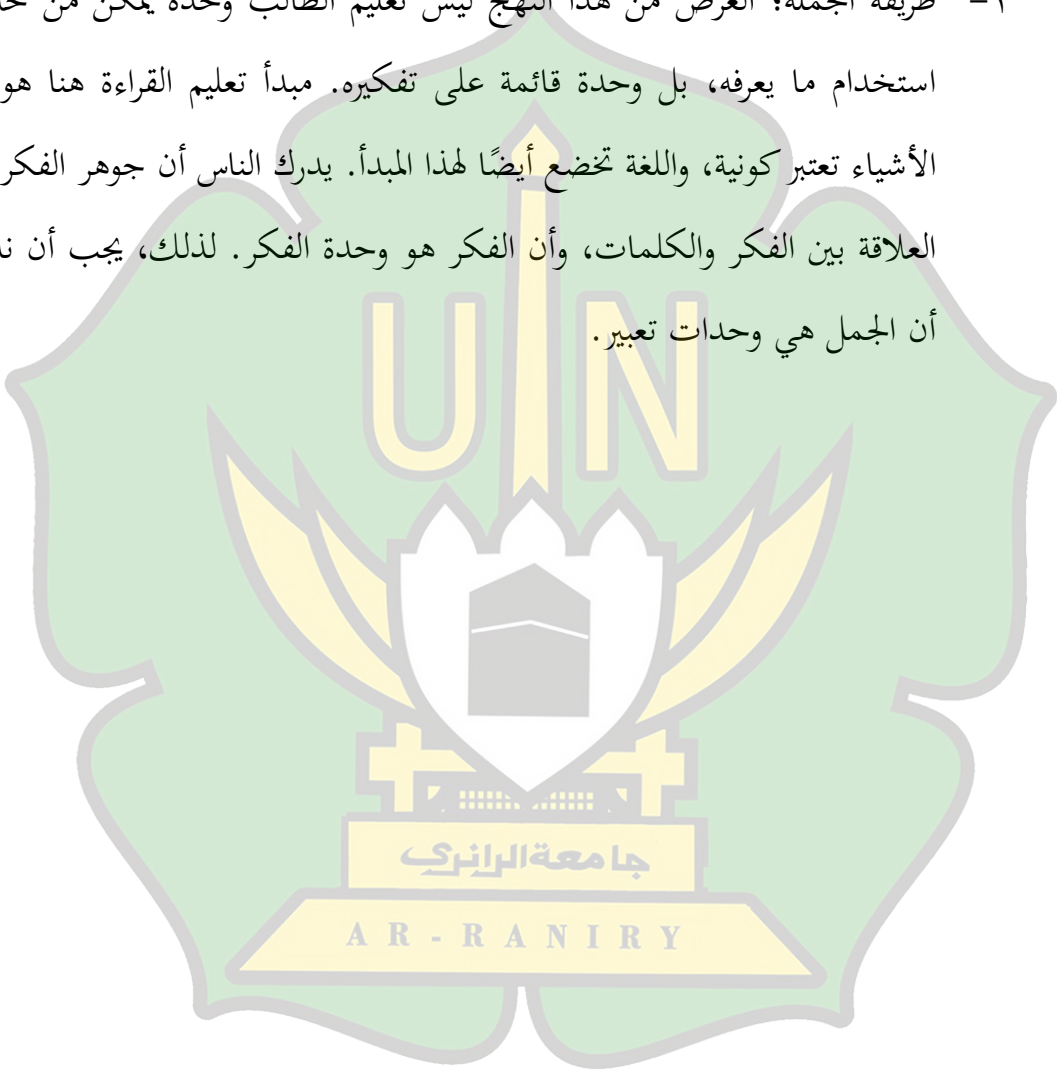 ١- طريقة الجملة؛ الغرض من هذا النهج ليس تعليم الطالب وحدة يمكن من
استخدام ما يعرفه، بل وحدة قائمة على تفكيره. مبدأ تعليم القراءة هنا هو
الأشياء تعتبر كونية، واللغة تخضع أيضًا لهذا المبدأ. يدرك الناس أن جوهر الفكر
العلاقة بين الفكر والكلمات، وأن الفكر هو وحدة الفكر. لذلك، يجب أن
أن الجمل هي وحدات تعبير.
UIN
جامعة الرانري
AR-RANIRY